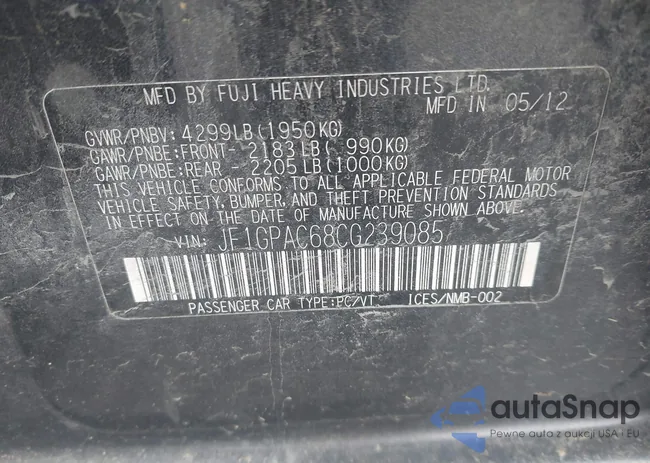 MFD BY FUJI HEAVY INDUSTRIES LTD.
MFD IN 05/12
GVWR/PNBV: 4299LB(1950KG)
GAWR/PNBE:FRONT- 2183LB( 990KG)
GAWR/PNBE:REAR - 2205LB(1000KG)
THIS VEHICLE CONFORMS TO ALL APPLICABLE FEDERAL MOTOR
VEHICLE SAFETY, BUMPER, AND THEFT PREVENTION STANDARDS
IN EFFECT ON THE DATE OF MANUFACTURE SHOWN ABOVE.
VIN: JF1GPAC68CG239085
PASSENGER CAR TYPE:PC/VT. ICES/NMB-002
autaSnap
Pewne auta z aukcji USA i EU